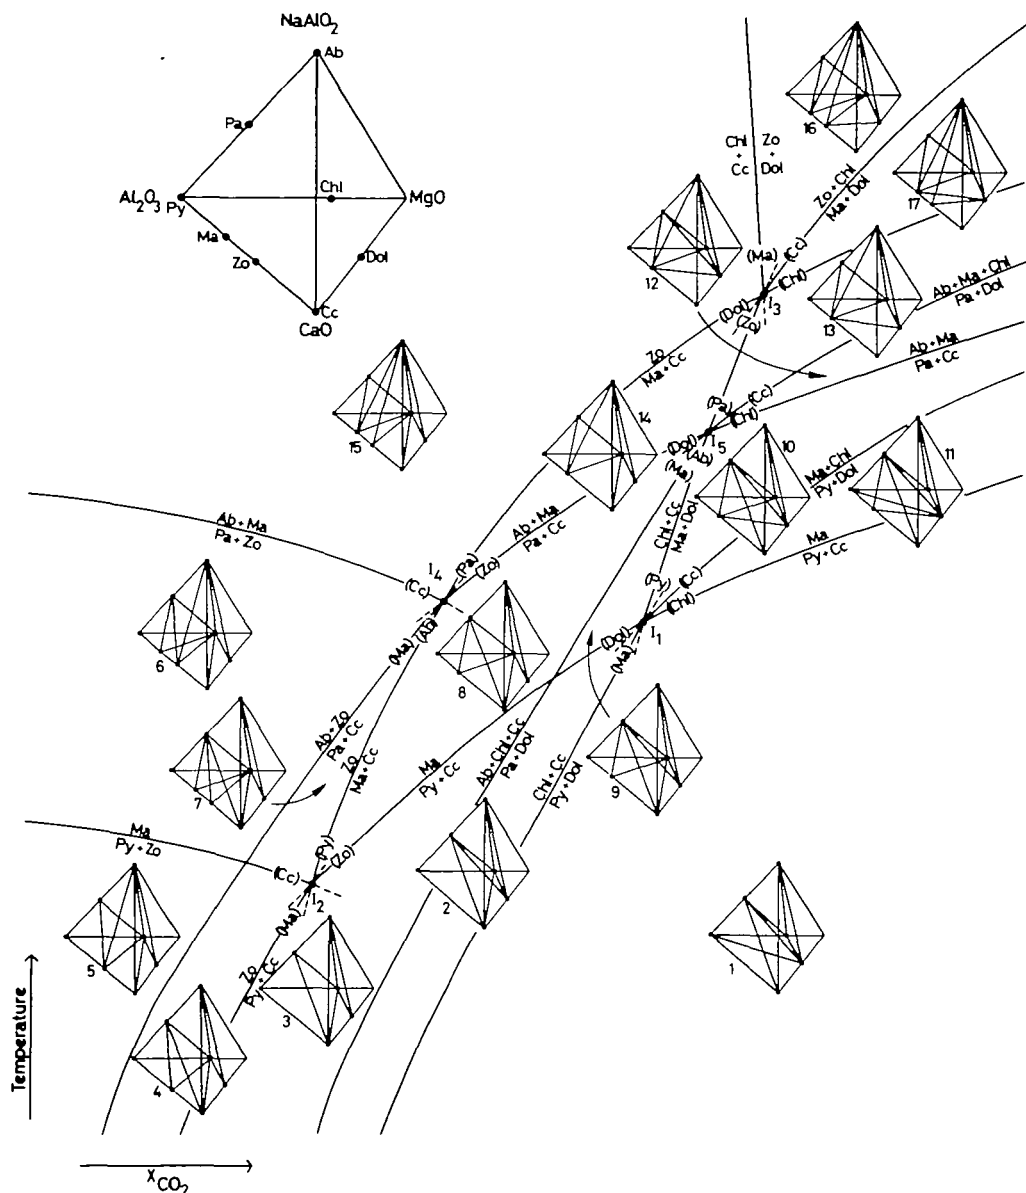 NaAlO₂
Ab
Pa
Al₂O₃
Py
Chl
MgO
Ma
Zo
Dol
Cc
CaO
16
Chl + Cc
Zo + Dol
Zo+Chl
Ma+Dol
17
12
(Ma)
(Cc)
(Chl)
(Dol)
(Zo)
I₃
13
Ab+Ma+Chl
Pa+Dol
Zo
Ma+Cc
Ab+Ma
Pa+Cc
15
14
(Pa)
(Cc)
(Chl)
(Dol)
(Ab)
(Ma)
I₅
10
11
Ma+Chl
Py+Dol
Ab+Ma
Pa+Zo
Ab+Ma
Pa+Cc
Chl+Cc
Ma+Dol
Ma
Py+Cc
I₄
(Pa)
(Zo)
(Cc)
(Ma)
(Ab)
(Py)
(Cc)
(Chl)
(Dol)
(Ma)
I₁
6
8
Ab+Zo
Pa+Cc
Zo
Ma+Cc
Ma
Py+Cc
Ab+Chl+Cc
Pa+Dol
Chl+Cc
Py+Dol
7
9
Ma
Py+Zo
(Py)
(Zo)
(Cc)
(Ma)
I₂
2
5
1
Zo
Py+Cc
3
4
Temperature
X_CO₂